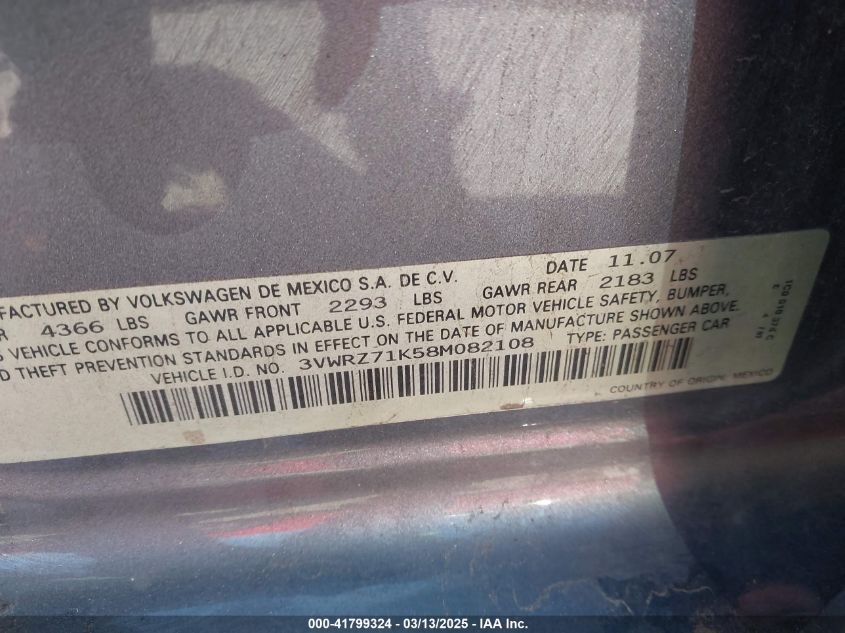 FACTURED BY VOLKSWAGEN DE MEXICO S.A. DE C.V. DATE 11.07
R 4366 LBS GAWR FRONT 2293 LBS GAWR REAR 2183 LBS
S VEHICLE CONFORMS TO ALL APPLICABLE U.S. FEDERAL MOTOR VEHICLE SAFETY, BUMPER,
D THEFT PREVENTION STANDARDS IN EFFECT ON THE DATE OF MANUFACTURE SHOWN ABOVE.
VEHICLE I.D. NO. 3VWRZ71K58M082108 TYPE: PASSENGER CAR
COUNTRY OF ORIGIN, MEXICO
000-41799324 / 03/13/2025 - IAA Inc.